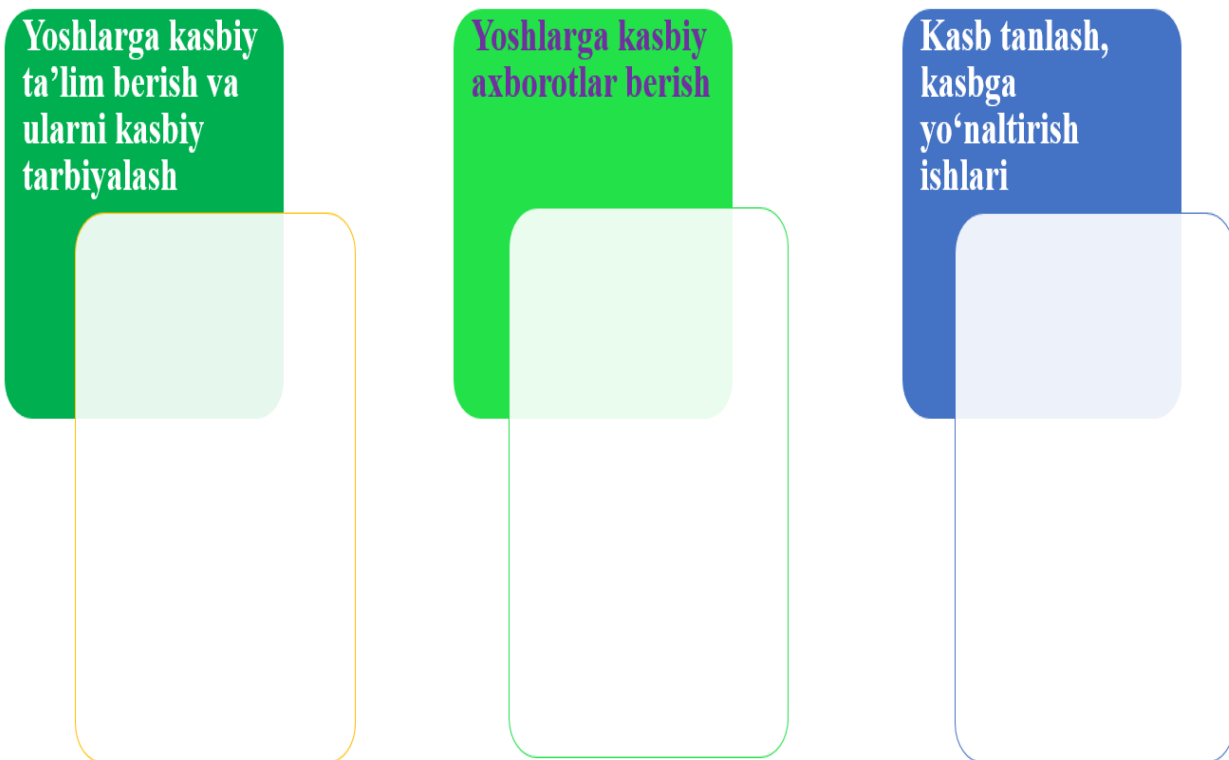 Yoshlarga kasbiy
ta’lim berish va
ularni kasbiy
tarbiyalash
Yoshlarga kasbiy
axborotlar berish
Kasb tanlash,
kasbga
yo‘naltirish
ishlari